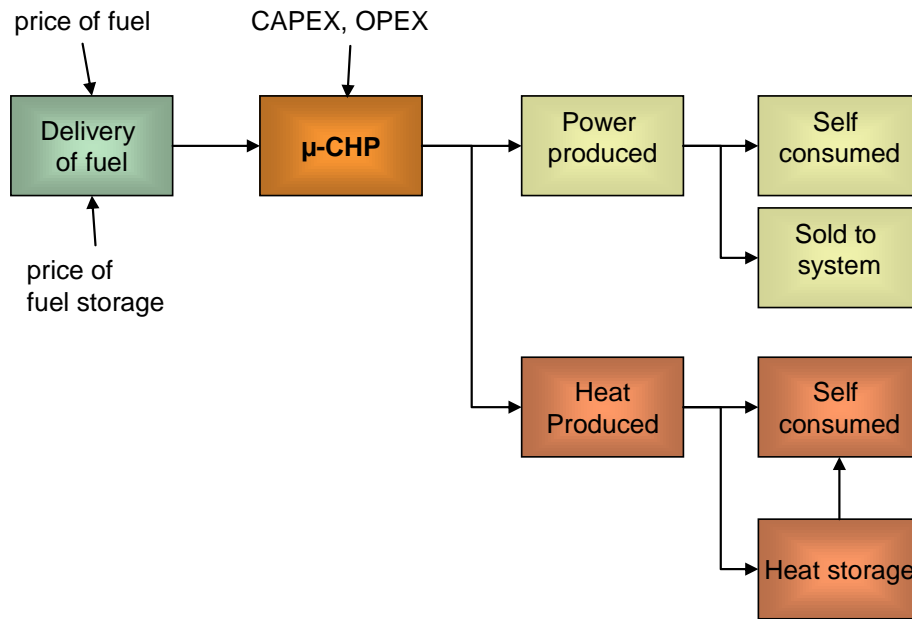 price of fuel
CAPEX, OPEX
Delivery
of fuel
µ-CHP
Power
produced
Self
consumed
Sold to
system
price of
fuel storage
Heat
Produced
Self
consumed
Heat storage